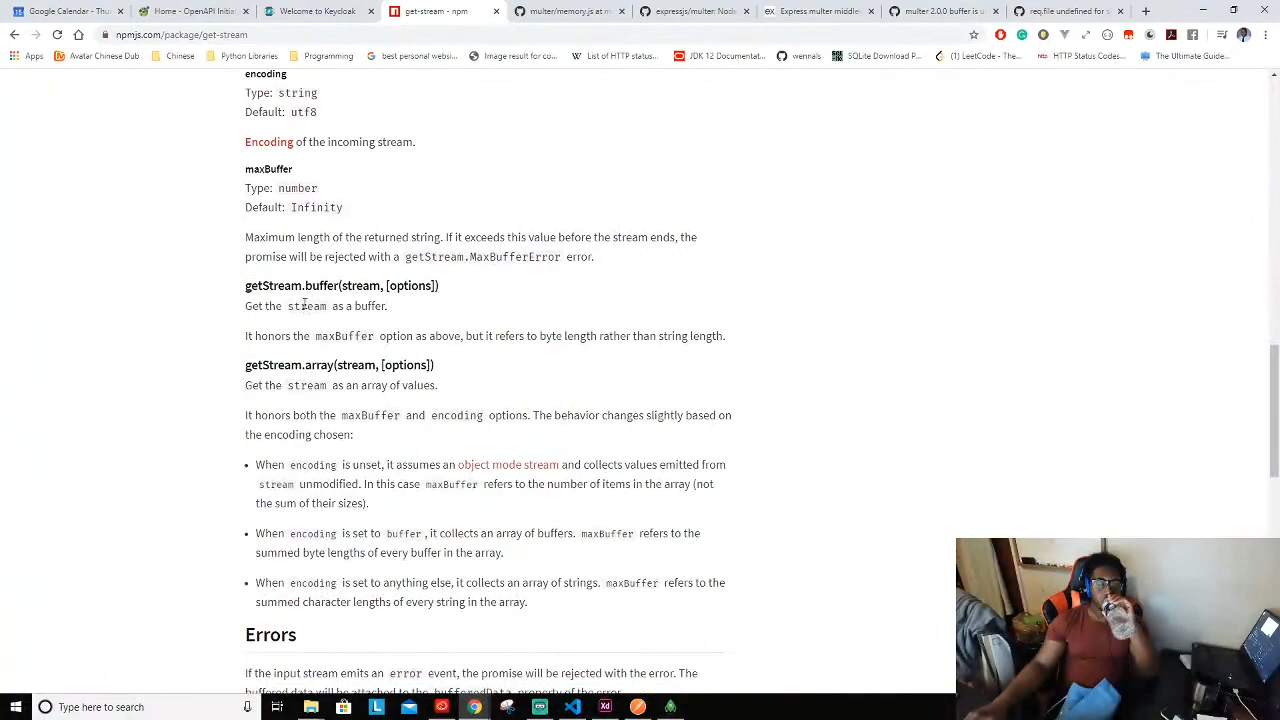 Google Calendar - Thu
Home - OpenAPI Initiat
Welcome to Keycloak
get-stream - npm
multer/memory.js at m
expressjs/multer: Node
Express multer middlew
multer 2.0.0 buffer is u
req.file undefined for s
npmjs.com/package/get-stream
Apps
Avatar Chinese Dub
Chinese
Python Libraries
Programming
best personal websi...
Image result for co...
List of HTTP status...
JDK 12 Documentat...
wennals
SQLite Download P...
(1) LeetCode - The...
HTTP Status Codes...
The Ultimate Guide...
encoding
Type: string
Default: utf8
Encoding of the incoming stream.
maxBuffer
Type: number
Default: Infinity
Maximum length of the returned string. If it exceeds this value before the stream ends, the
promise will be rejected with a getStream.MaxBufferError error.
getStream.buffer(stream, [options])
Get the stream as a buffer.
It honors the maxBuffer option as above, but it refers to byte length rather than string length.
getStream.array(stream, [options])
Get the stream as an array of values.
It honors both the maxBuffer and encoding options. The behavior changes slightly based on
the encoding chosen:
• When encoding is unset, it assumes an object mode stream and collects values emitted from
stream unmodified. In this case maxBuffer refers to the number of items in the array (not
the sum of their sizes).
• When encoding is set to buffer, it collects an array of buffers. maxBuffer refers to the
summed byte lengths of every buffer in the array.
• When encoding is set to anything else, it collects an array of strings. maxBuffer refers to the
summed character lengths of every string in the array.
Errors
If the input stream emits an error event, the promise will be rejected with the error. The
buffered data will be attached to the bufferedData property of the error.
Type here to search